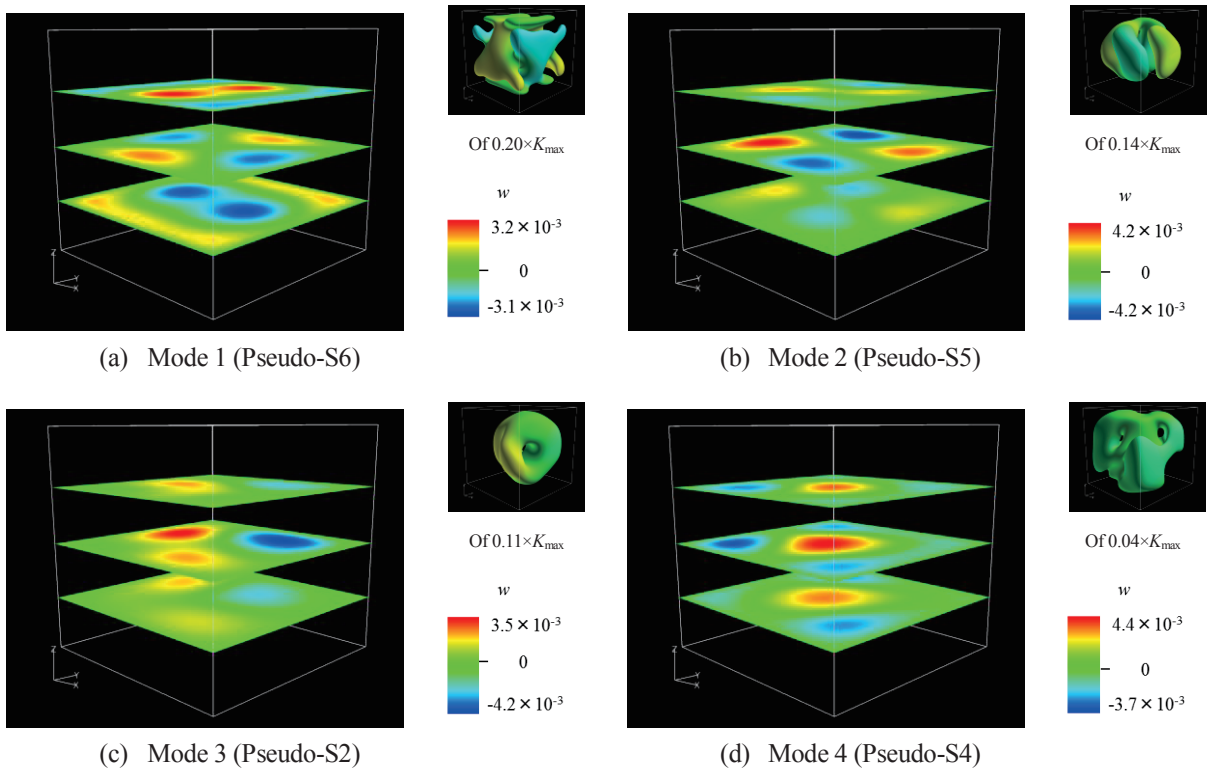 Of 0.20×Kmax
w
3.2 × 10-3
0
-3.1 × 10-3
Z
Y
X
(a) Mode 1 (Pseudo-S6)
Of 0.14×Kmax
w
4.2 × 10-3
0
-4.2 × 10-3
Z
Y
X
(b) Mode 2 (Pseudo-S5)
Of 0.11×Kmax
w
3.5 × 10-3
0
-4.2 × 10-3
Z
Y
X
(c) Mode 3 (Pseudo-S2)
Of 0.04×Kmax
w
4.4 × 10-3
0
-3.7 × 10-3
Z
Y
X
(d) Mode 4 (Pseudo-S4)